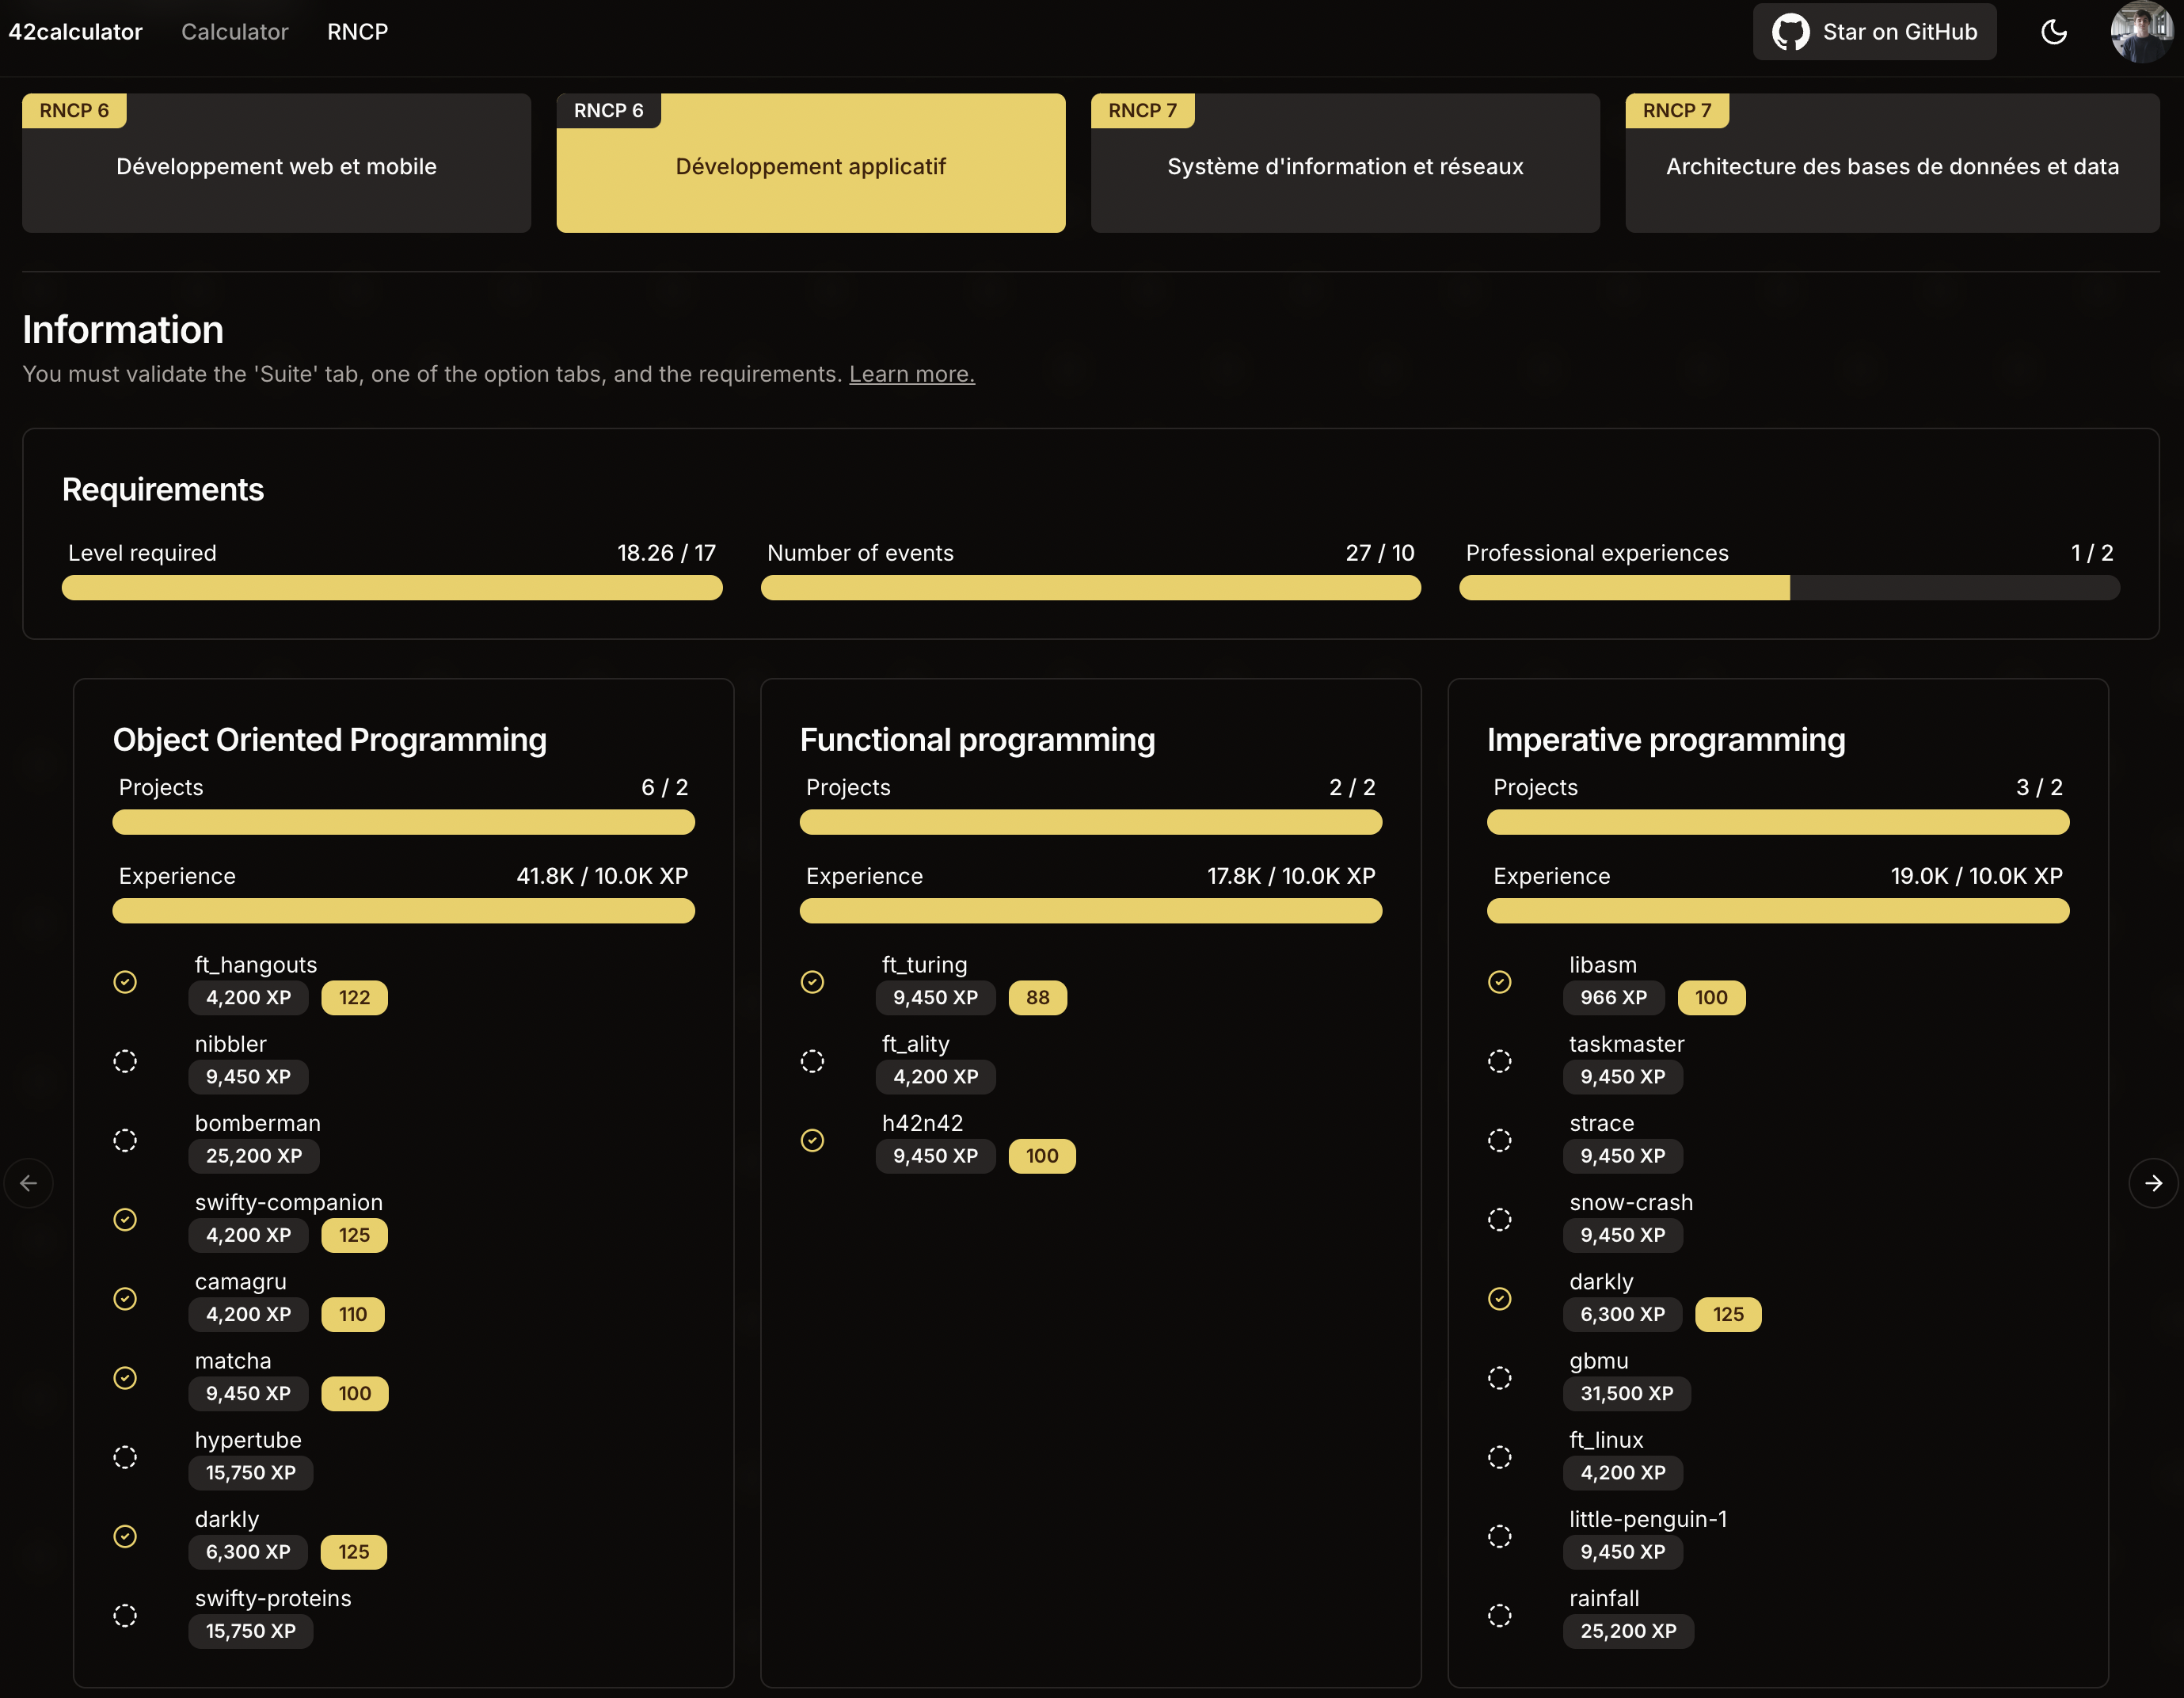 42calculator Calculator RNCP Star on GitHub
RNCP 6 RNCP 6 RNCP 7 RNCP 7
Développement web et mobile Développement applicatif Système d'information et réseaux Architecture des bases de données et data
Information
You must validate the 'Suite' tab, one of the option tabs, and the requirements. Learn more.
Requirements
Level required 18.26 / 17 Number of events 27 / 10 Professional experiences 1 / 2
Object Oriented Programming
Projects 6 / 2
Experience 41.8K / 10.0K XP
ft_hangouts
4,200 XP 122
nibbler
9,450 XP
bomberman
25,200 XP
swifty-companion
4,200 XP 125
camagru
4,200 XP 110
matcha
9,450 XP 100
hypertube
15,750 XP
darkly
6,300 XP 125
swifty-proteins
15,750 XP
Functional programming
Projects 2 / 2
Experience 17.8K / 10.0K XP
ft_turing
9,450 XP 88
ft_ality
4,200 XP
h42n42
9,450 XP 100
Imperative programming
Projects 3 / 2
Experience 19.0K / 10.0K XP
libasm
966 XP 100
taskmaster
9,450 XP
strace
9,450 XP
snow-crash
9,450 XP
darkly
6,300 XP 125
gbmu
31,500 XP
ft_linux
4,200 XP
little-penguin-1
9,450 XP
rainfall
25,200 XP